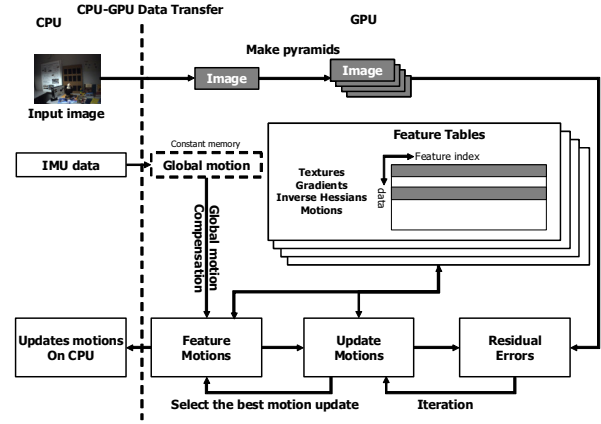 CPU-GPU Data Transfer
CPU
GPU
Make pyramids
Image
Image
Input image
Constant memory
Feature Tables
IMU data
Global motion
Feature index
Textures
Gradients
Inverse Hessians
Motions
data
Global motion
Compensation
Updates motions
On CPU
Feature
Motions
Update
Motions
Residual
Errors
Select the best motion update
Iteration